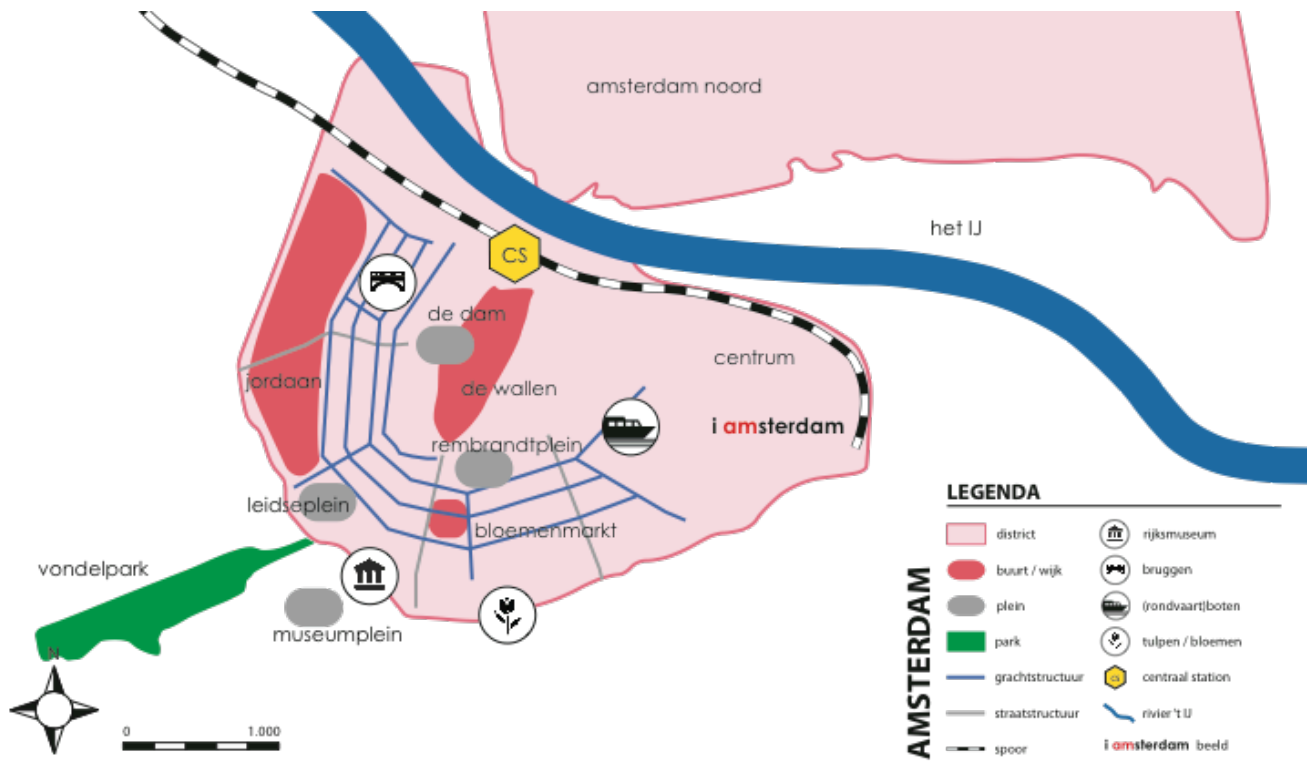 amsterdam noord
het IJ
CS
de dam
centrum
jordaan
de wallen
i amsterdam
rembrandtplein
leidseplein
bloemenmarkt
vondelpark
museumplein
N
0 1.000
AMSTERDAM
LEGENDA
district
buurt / wijk
plein
park
grachtstructuur
straatstructuur
spoor
rijksmuseum
bruggen
(rondvaart)boten
tulpen / bloemen
CS centraal station
rivier 't IJ
i amsterdam beeld